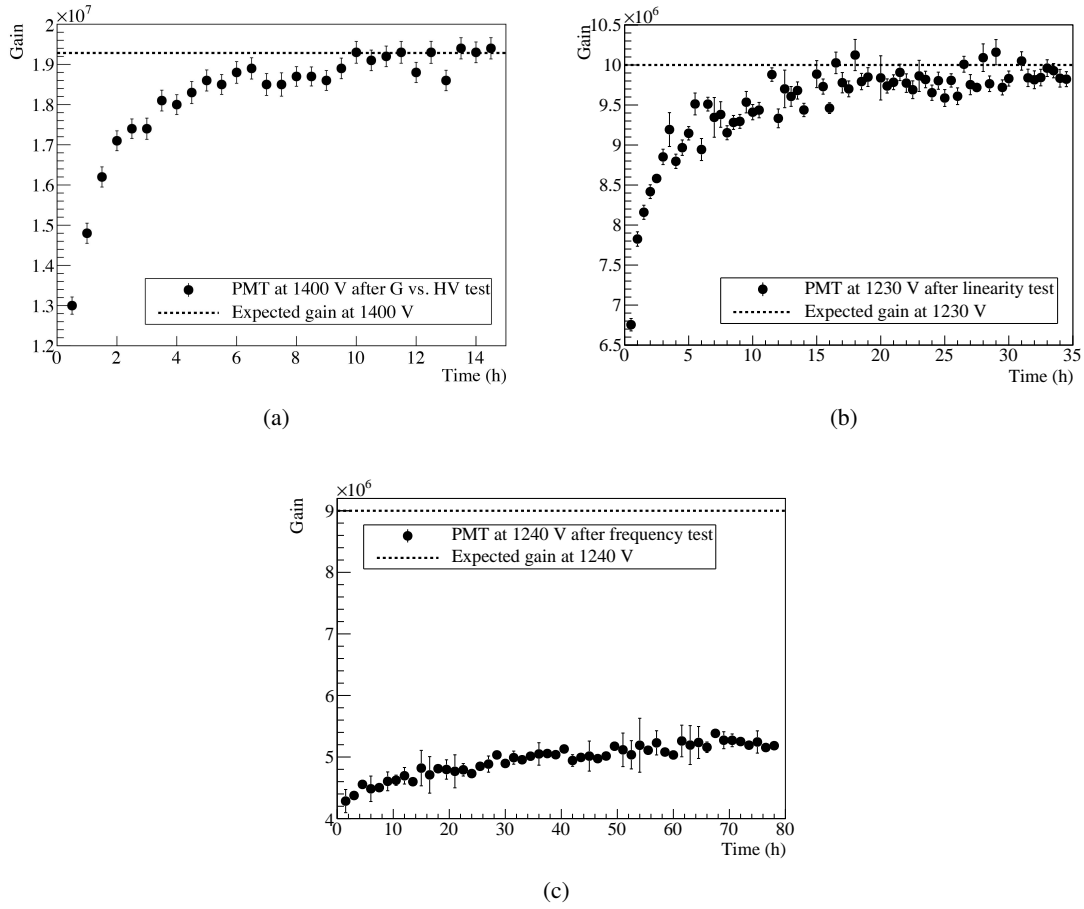 ×10⁷
Gain
2
1.9
1.8
1.7
1.6
1.5
1.4
1.3
1.2
PMT at 1400 V after G vs. HV test
Expected gain at 1400 V
0 2 4 6 8 10 12 14
Time (h)
(a)
×10⁶
Gain
10.5
10
9.5
9
8.5
8
7.5
7
6.5
PMT at 1230 V after linearity test
Expected gain at 1230 V
0 5 10 15 20 25 30 35
Time (h)
(b)
×10⁶
Gain
9
8
7
6
5
4
PMT at 1240 V after frequency test
Expected gain at 1240 V
0 10 20 30 40 50 60 70 80
Time (h)
(c)